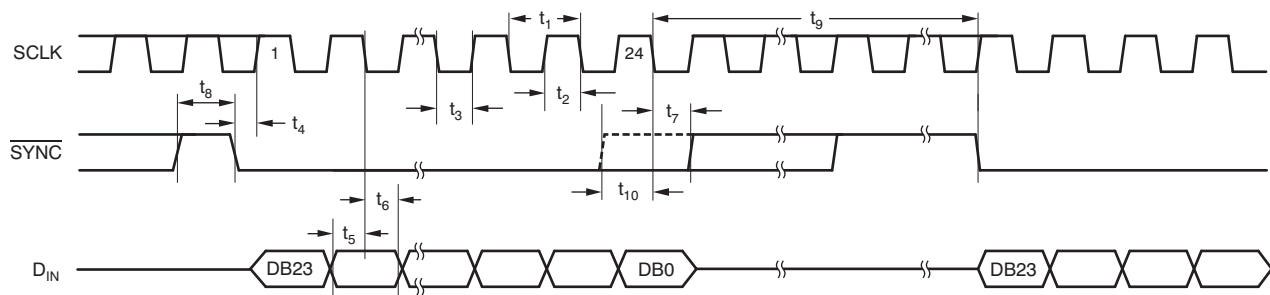 t1
t9
SCLK
1
24
t8
t4
t3
t2
t7
SYNC
t10
t6
t5
DIN
DB23
DB0
DB23